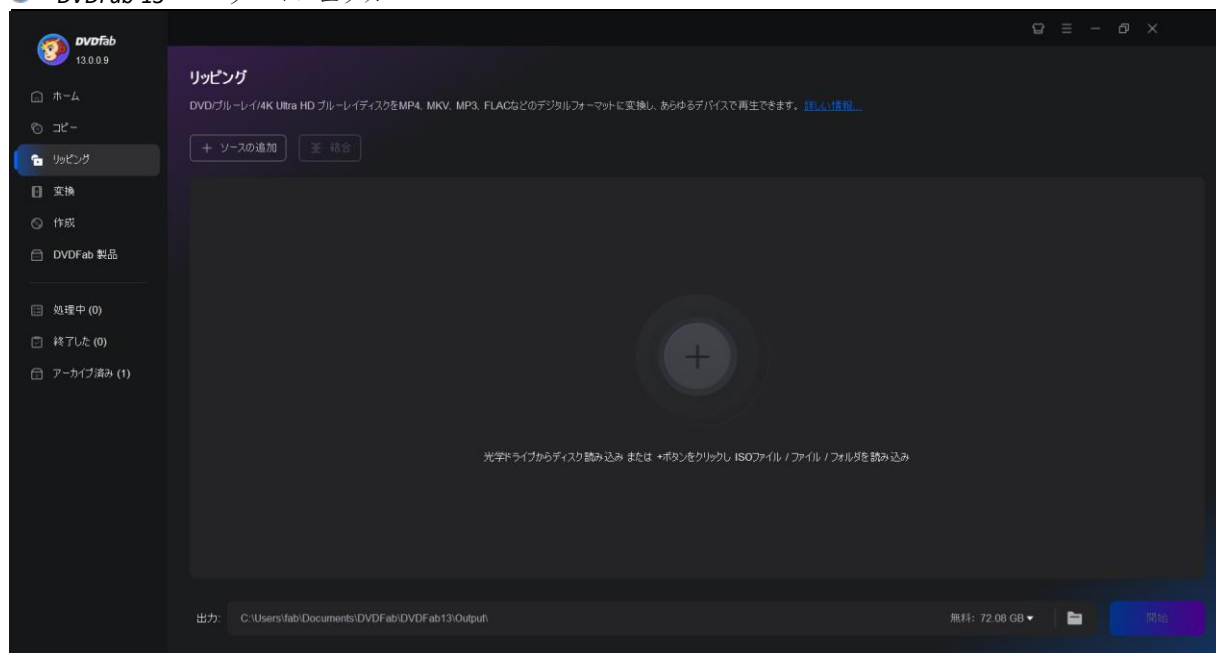 DVDFab 13
DVDfab
13.0.0.9
ホーム
コピー
リッピング
変換
作成
DVDFab 製品
処理中 (0)
終了した (0)
アーカイブ済み (1)
リッピング
DVD/ブルーレイ/4K Ultra HD ブルーレイディスクをMP4、MKV、MP3、FLACなどのデジタルフォーマットに変換し、あらゆるデバイスで再生できます。 詳しい情報...
+ ソースの追加
結合
光学ドライブからディスク読み込み または +ボタンをクリックし ISOファイル / ファイル / フォルダを読み込み
出力: C:\Users\fab\Documents\DVDFab\DVDFab13\Output\ 無料: 72.08 GB
開始